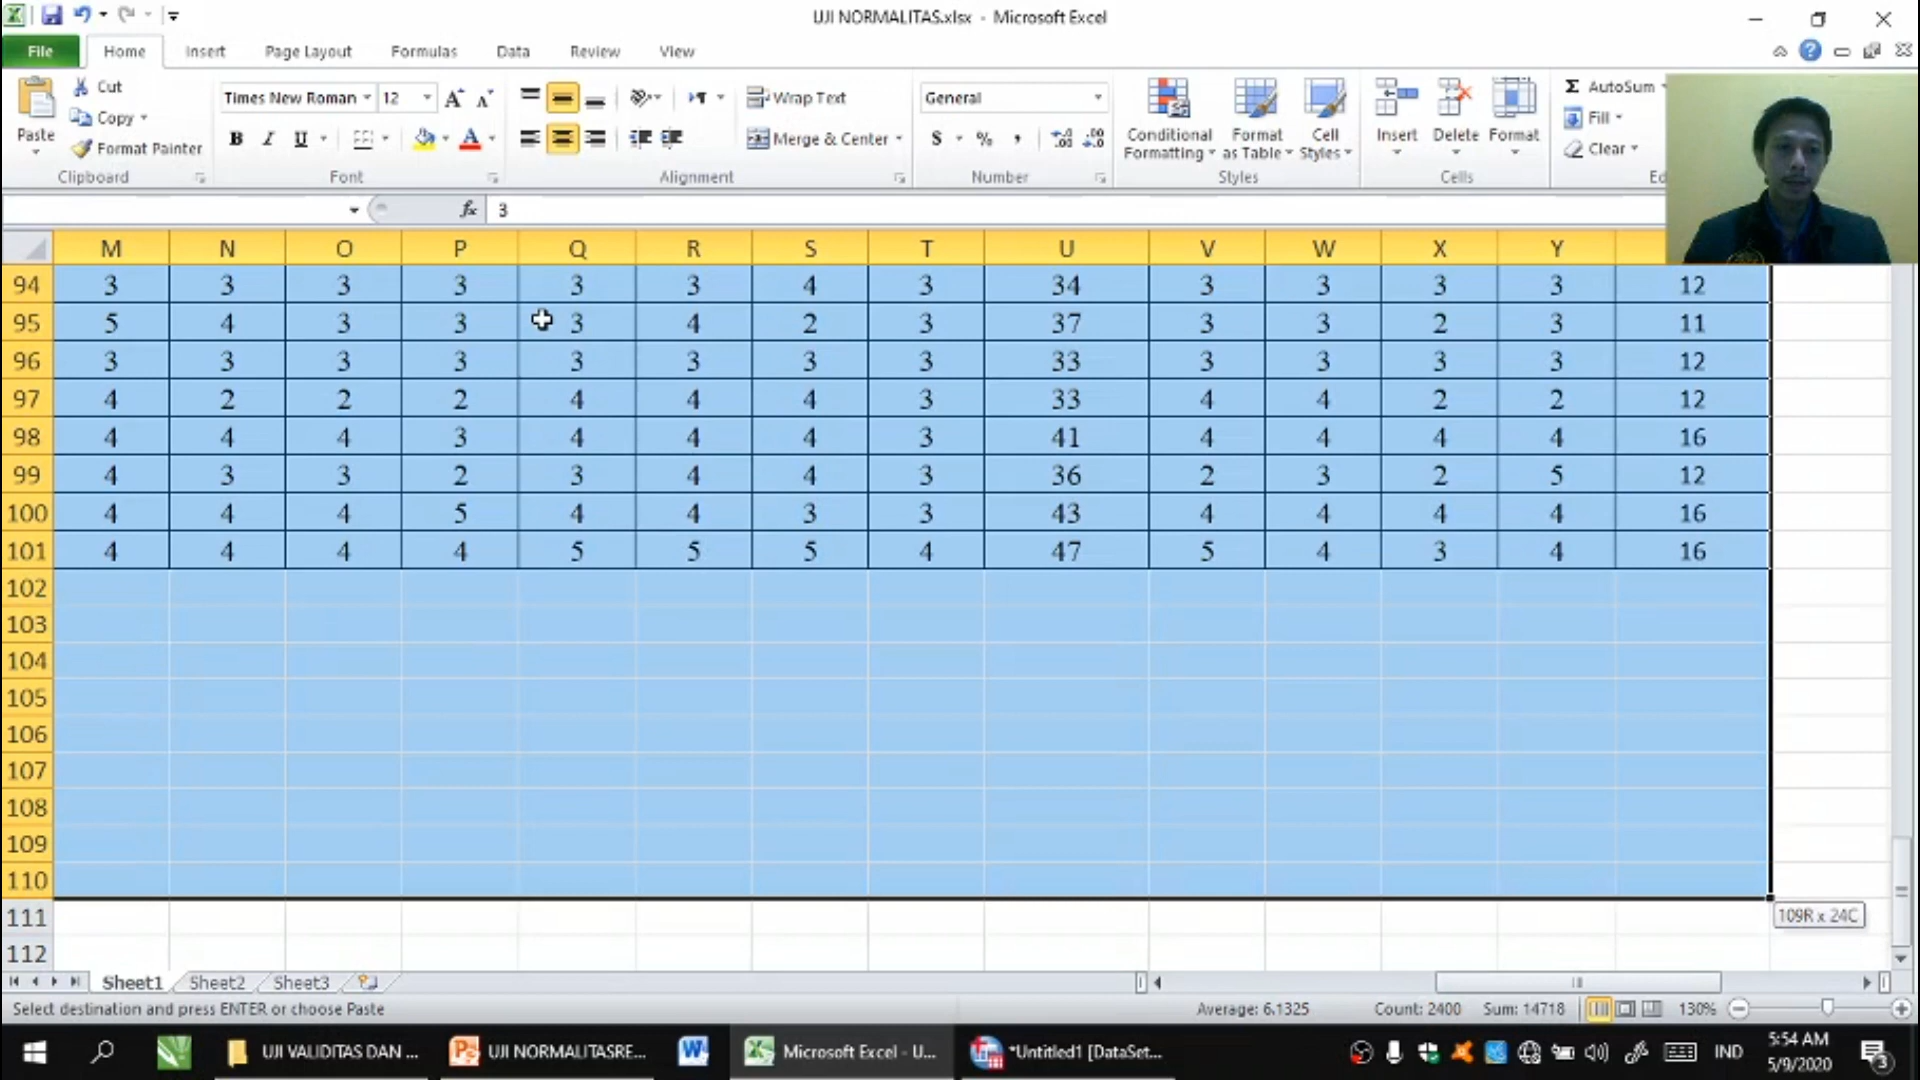 UJI NORMALITAS.xlsx - Microsoft Excel
File Home Insert Page Layout Formulas Data Review View
Paste Cut Copy Format Painter Clipboard
Times New Roman 12 B I U Font
Wrap Text Merge & Center Alignment
General $ % , Number
Conditional Formatting Format as Table Cell Styles Styles
Insert Delete Format Cells
Σ AutoSum Fill Clear
fx 3
M N O P Q R S T U V W X Y
94 3 3 3 3 3 3 4 3 34 3 3 3 3 12
95 5 4 3 3 3 4 2 3 37 3 3 2 3 11
96 3 3 3 3 3 3 3 3 33 3 3 3 3 12
97 4 2 2 2 4 4 4 3 33 4 4 2 2 12
98 4 4 4 3 4 4 4 3 41 4 4 4 4 16
99 4 3 3 2 3 4 4 3 36 2 3 2 5 12
100 4 4 4 5 4 4 3 3 43 4 4 4 4 16
101 4 4 4 4 5 5 5 4 47 5 4 3 4 16
102
103
104
105
106
107
108
109
110
111 109R x 24C
112
Sheet1 Sheet2 Sheet3
Select destination and press ENTER or choose Paste Average: 6.1325 Count: 2400 Sum: 14718 130%
UJI VALIDITAS DAN ... UJI NORMALITASRE... Microsoft Excel - U... *Untitled1 [DataSet... IND 5:54 AM
5/9/2020 3